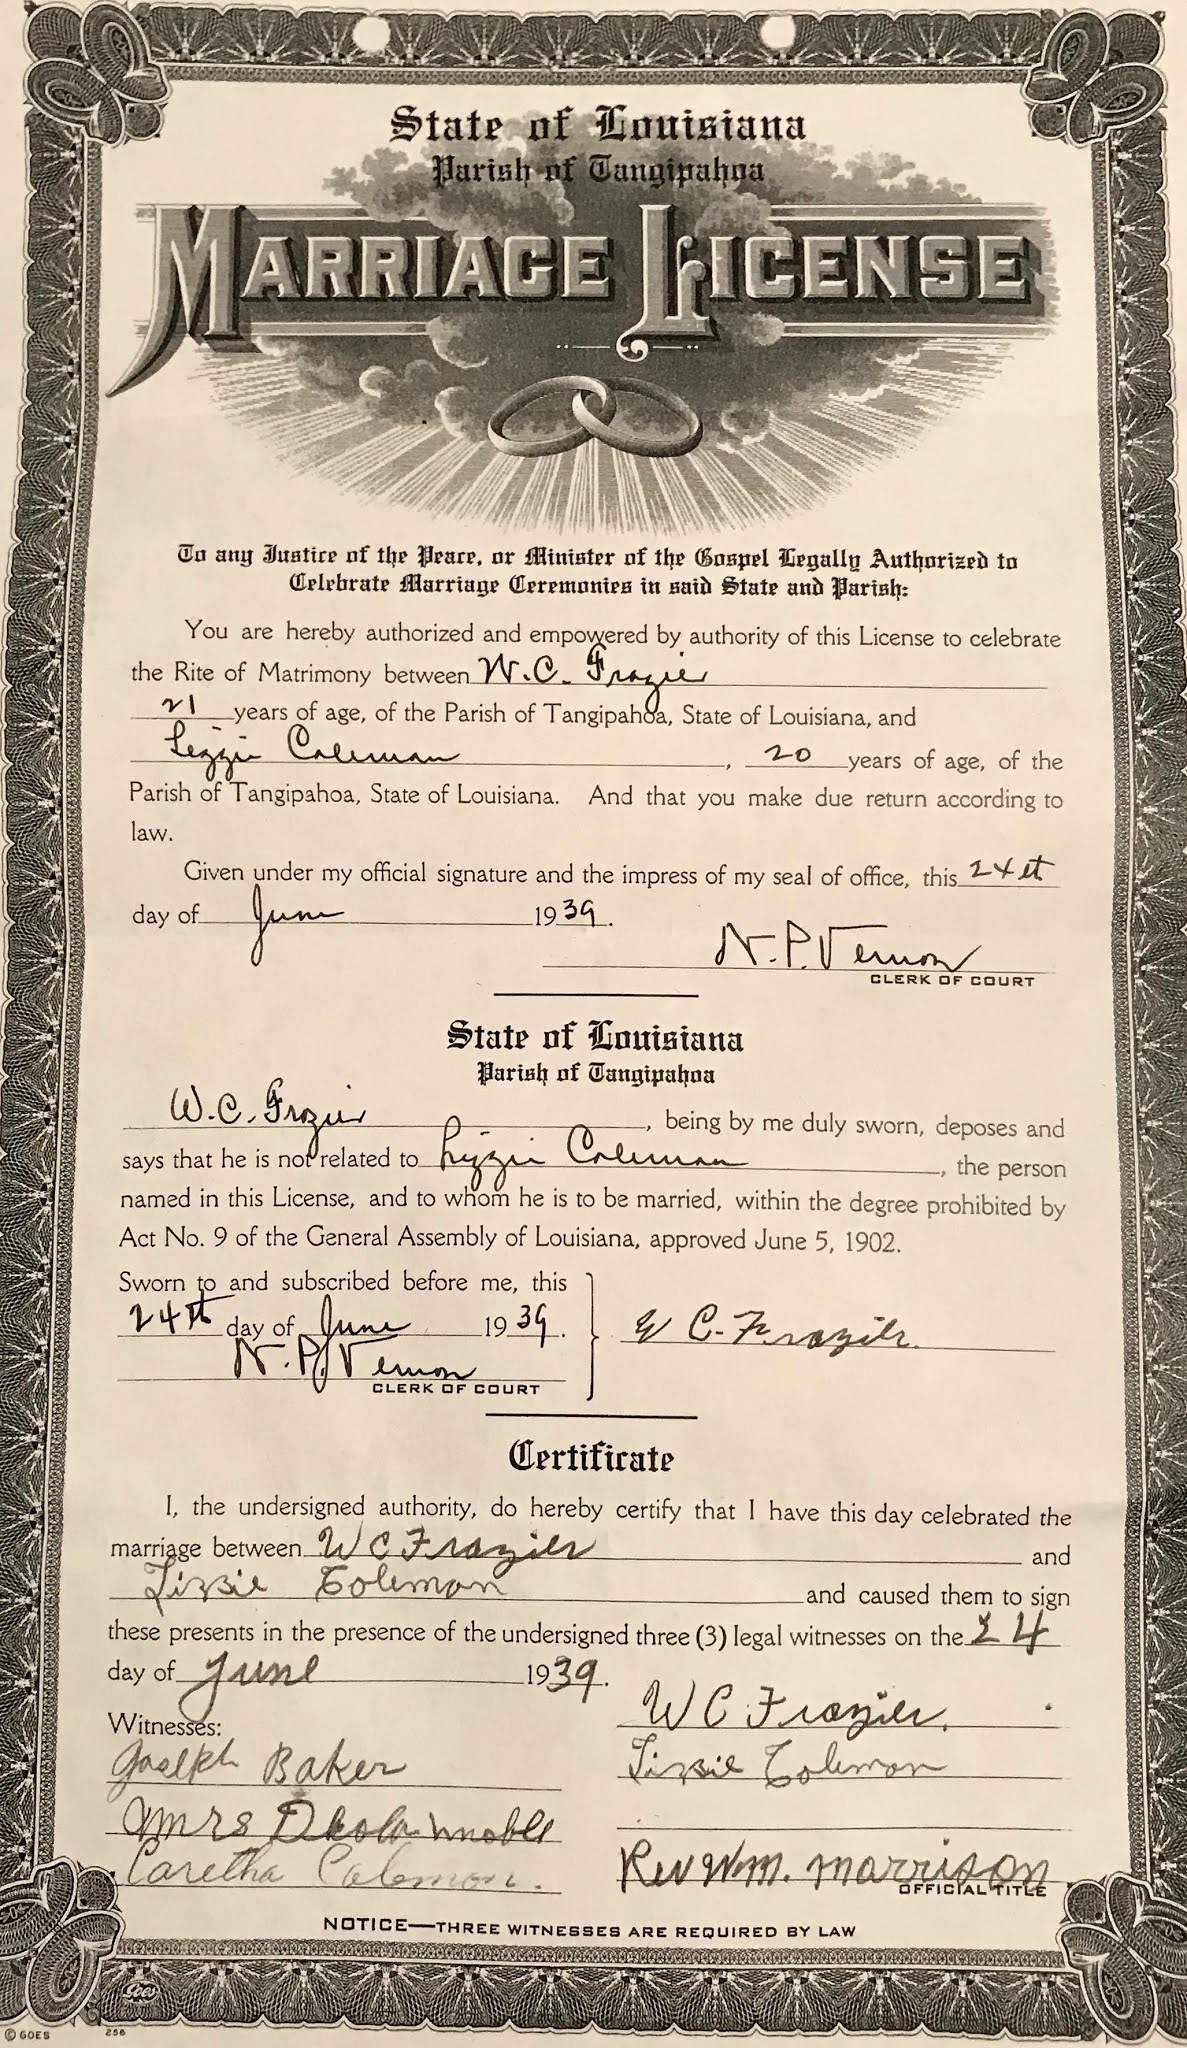 State of Louisiana
Parish of Tangipahoa
MARRIAGE LICENSE
To any Justice of the Peace, or Minister of the Gospel Legally Authorized to
Celebrate Marriage Ceremonies in said State and Parish:
You are hereby authorized and empowered by authority of this License to celebrate
the Rite of Matrimony between W.C. Frazier
21 years of age, of the Parish of Tangipahoa, State of Louisiana, and
Lizzie Coleman, 20 years of age, of the
Parish of Tangipahoa, State of Louisiana. And that you make due return according to
law.
Given under my official signature and the impress of my seal of office, this 24th
day of June 1939.
N.P. Vernon
CLERK OF COURT
State of Louisiana
Parish of Tangipahoa
W.C. Frazier, being by me duly sworn, deposes and
says that he is not related to Lizzie Coleman, the person
named in this License, and to whom he is to be married, within the degree prohibited by
Act No. 9 of the General Assembly of Louisiana, approved June 5, 1902.
Sworn to and subscribed before me, this
24th day of June 1939. W C. Frazier.
N.P. Vernon
CLERK OF COURT
Certificate
I, the undersigned authority, do hereby certify that I have this day celebrated the
marriage between W C Frazier and
Lizzie Coleman and caused them to sign
these presents in the presence of the undersigned three (3) legal witnesses on the 24
day of June 1939.
W C Frazier.
Witnesses:
Joseph Baker
Lizzie Coleman
Mrs
Caretha Coleman.
Rev Wm. Morrison
OFFICIAL TITLE
NOTICE—THREE WITNESSES ARE REQUIRED BY LAW
Goes
© GOES 256